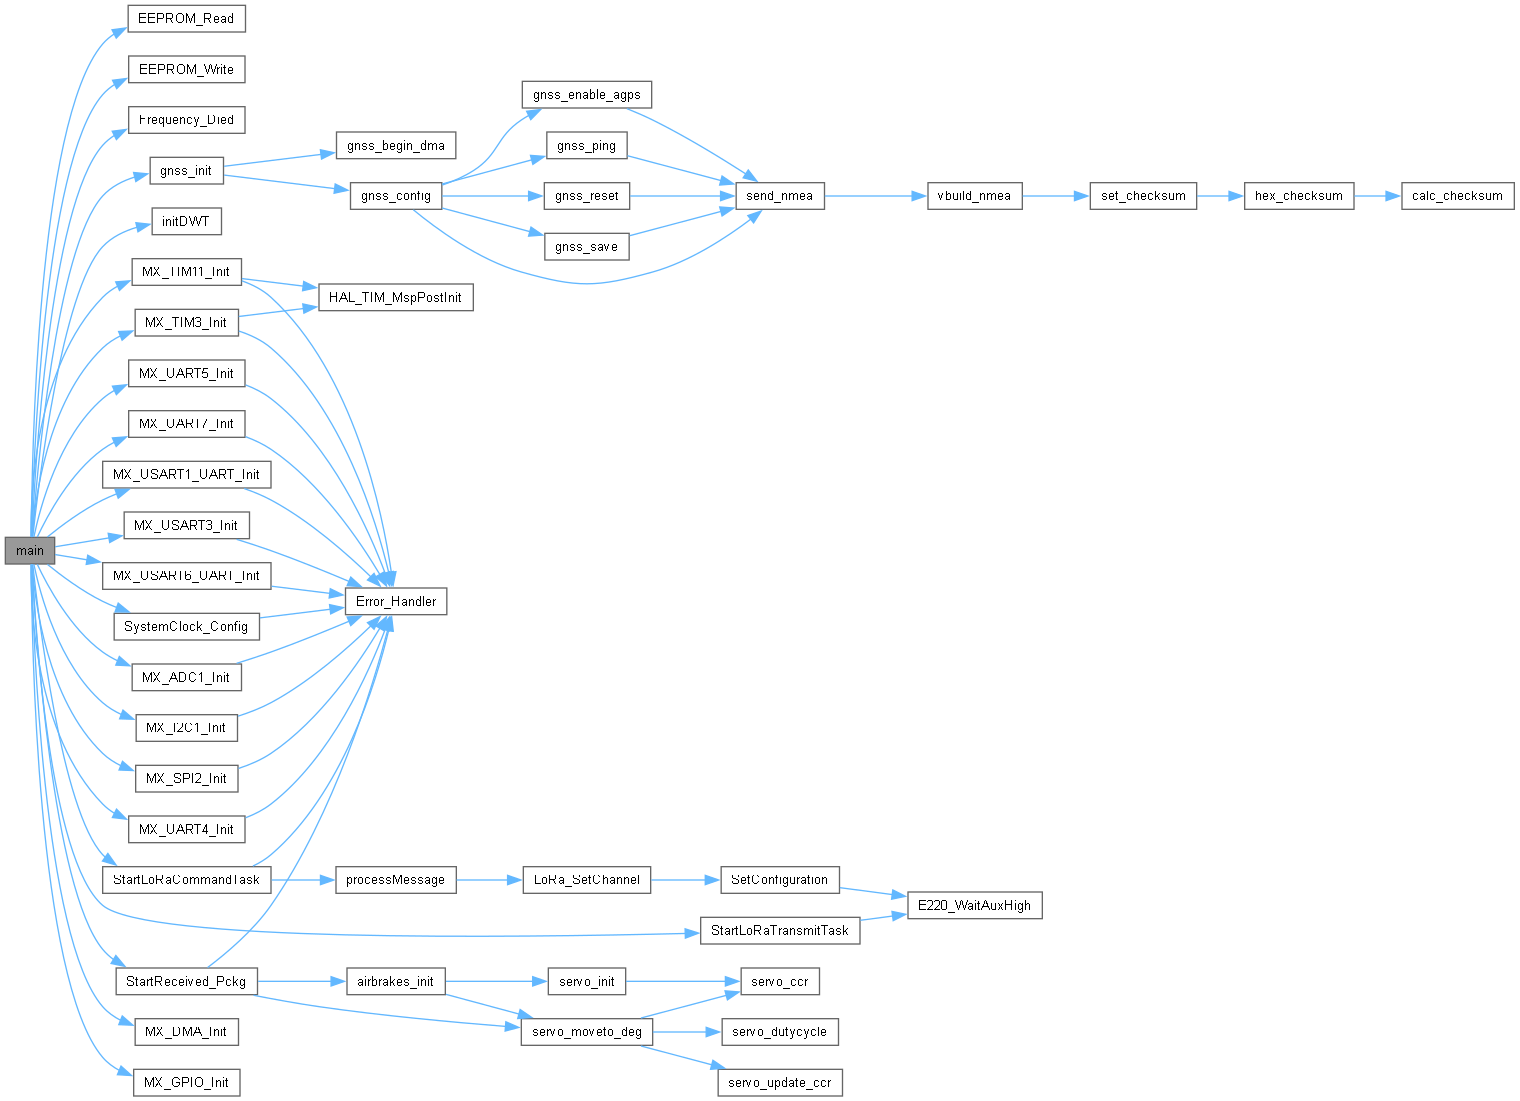 EEPROM_Read
EEPROM_Write
Frequency_Died
gnss_enable_agps
gnss_begin_dma
gnss_ping
gnss_init
gnss_config
gnss_reset
send_nmea
vbuild_nmea
set_checksum
hex_checksum
calc_checksum
initDWT
gnss_save
MX_TIM11_Init
HAL_TIM_MspPostInit
MX_TIM3_Init
MX_UART5_Init
MX_UART7_Init
MX_USART1_UART_Init
MX_USART3_Init
main
MX_USART6_UART_Init
Error_Handler
SystemClock_Config
MX_ADC1_Init
MX_I2C1_Init
MX_SPI2_Init
MX_UART4_Init
StartLoRaCommandTask
processMessage
LoRa_SetChannel
SetConfiguration
E220_WaitAuxHigh
StartLoRaTransmitTask
StartReceived_Pckg
airbrakes_init
servo_init
servo_ccr
MX_DMA_Init
servo_moveto_deg
servo_dutycycle
MX_GPIO_Init
servo_update_ccr